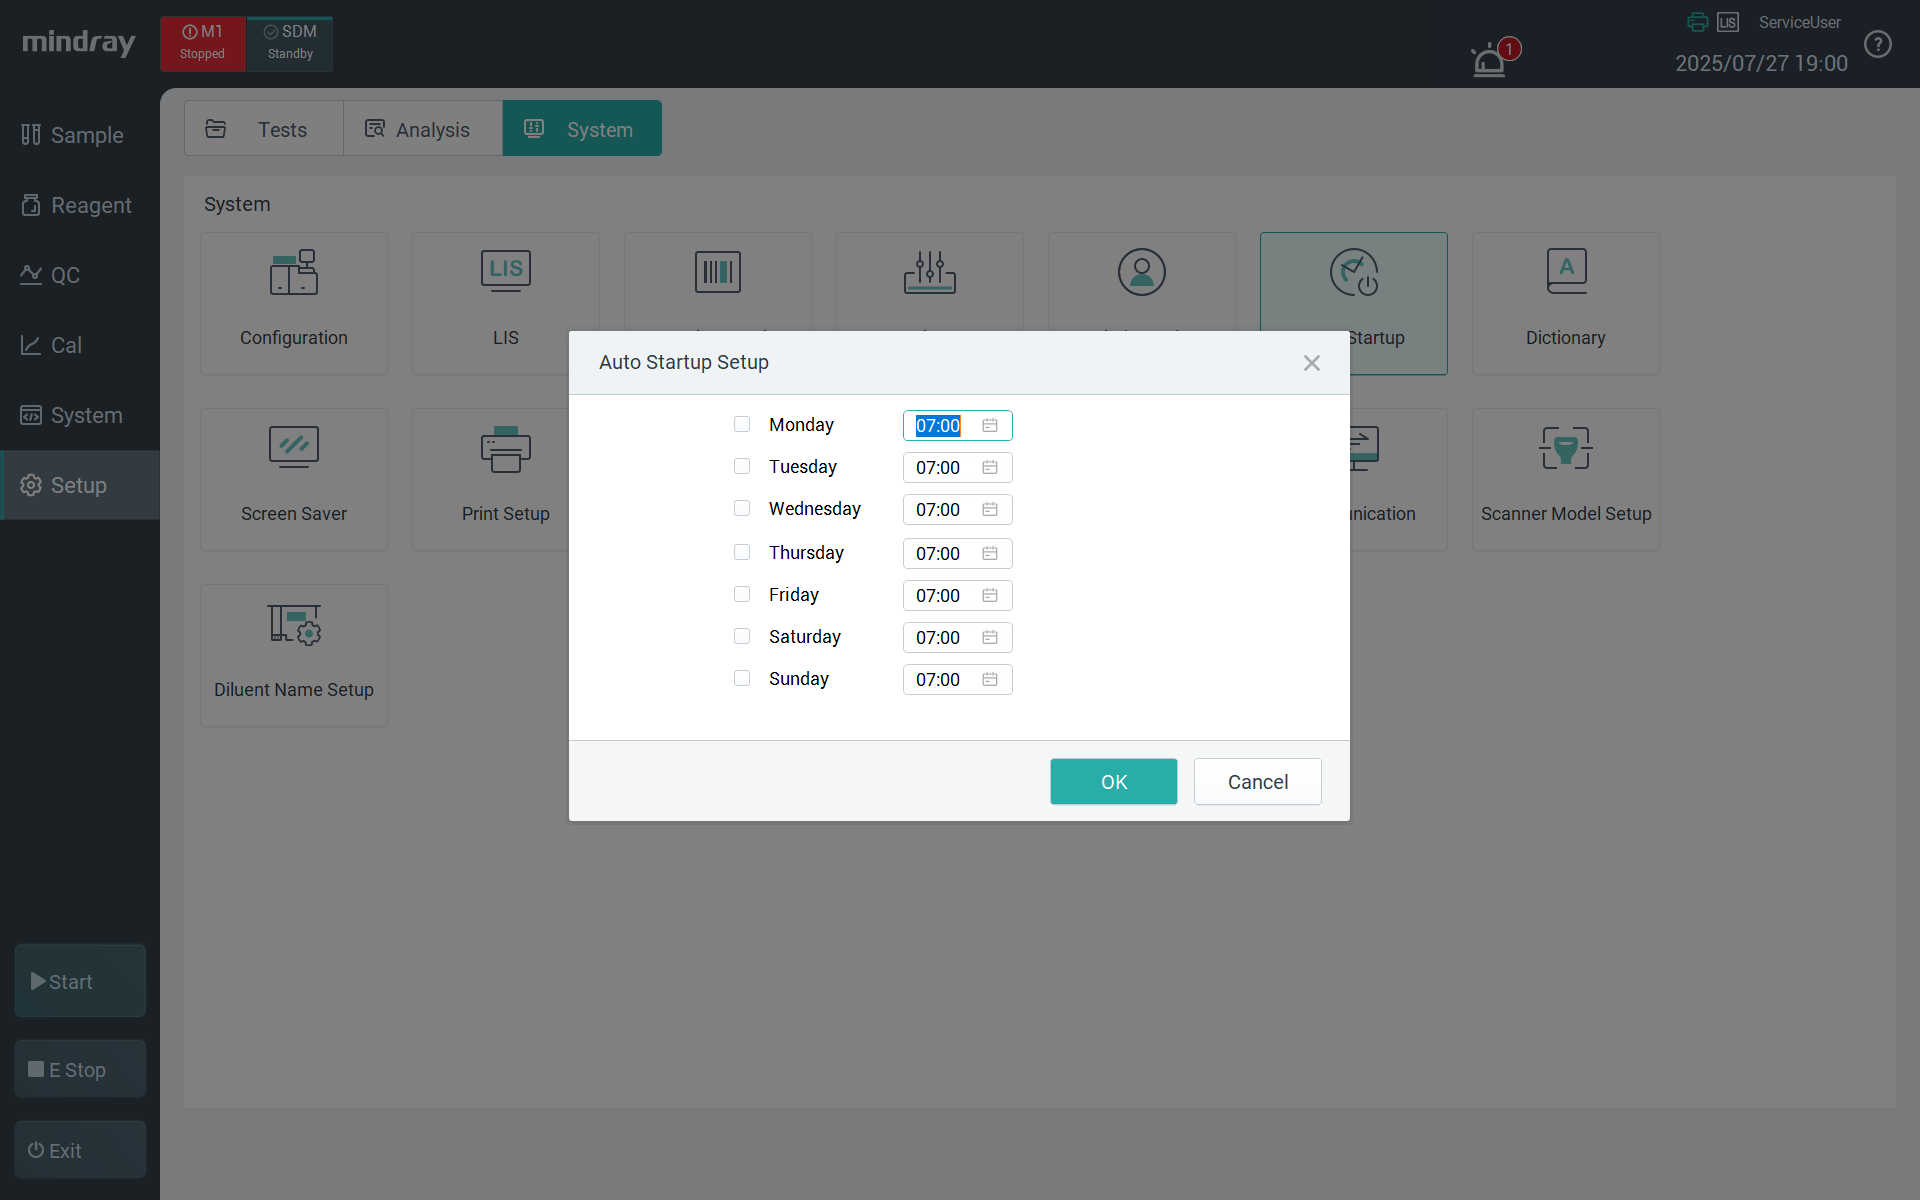 mindray
M1
Stopped
SDM
Standby
1
LIS
ServiceUser
2025/07/27 19:00
?
Sample
Reagent
QC
Cal
System
Setup
Start
E Stop
Exit
Tests
Analysis
System
System
Configuration
LIS
LIS
Startup
A
Dictionary
Screen Saver
Print Setup
Scanner Model Setup
Diluent Name Setup
Auto Startup Setup
Monday 07:00
Tuesday 07:00
Wednesday 07:00
Thursday 07:00
Friday 07:00
Saturday 07:00
Sunday 07:00
OK
Cancel